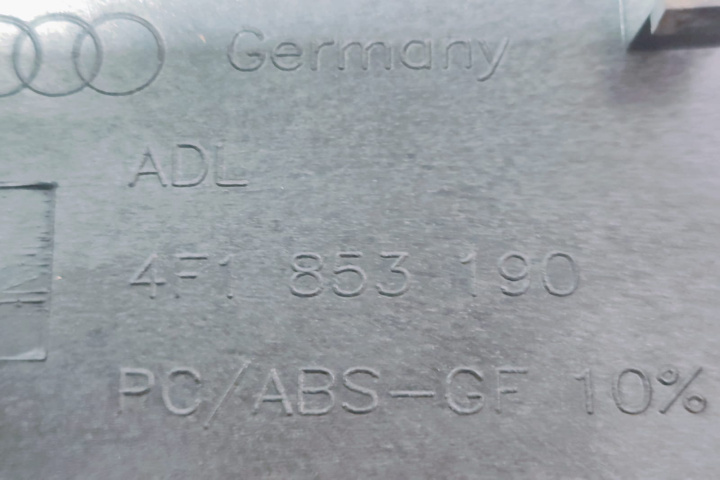 Germany
ADL
4F1 853 190
PC/ABS-GF 10%